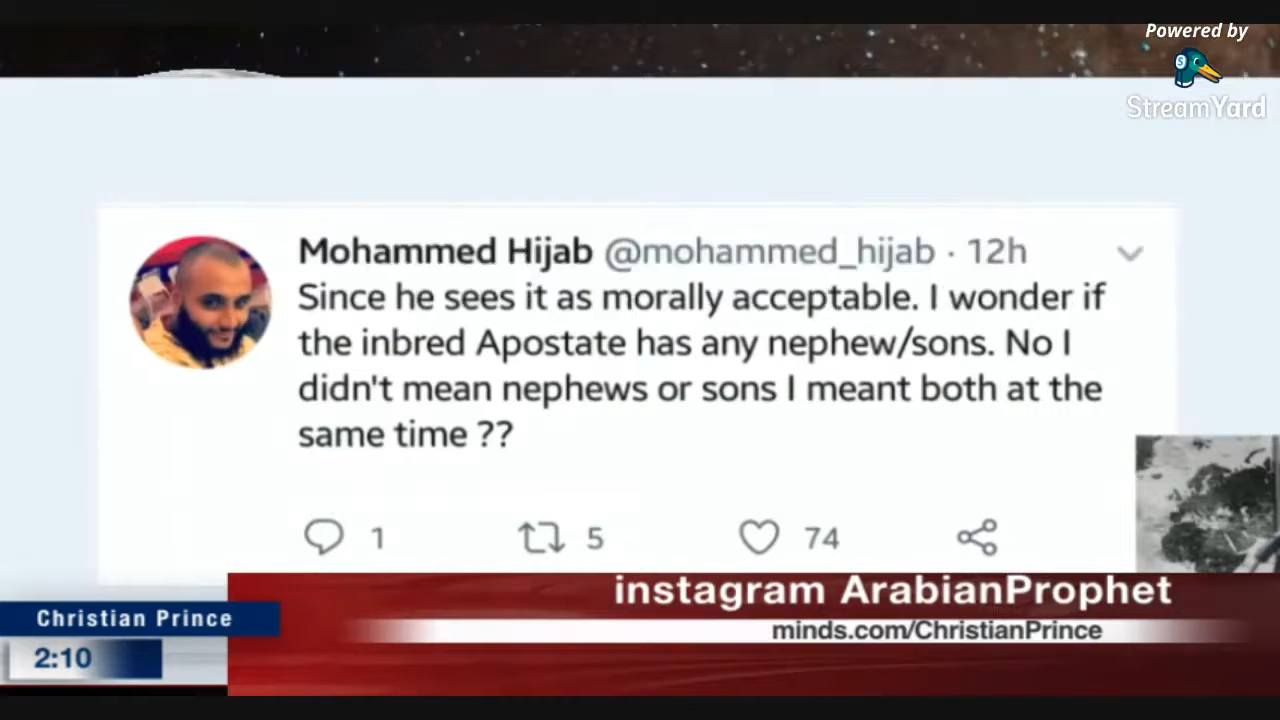 Powered by
StreamYard
Mohammed Hijab @mohammed_hijab · 12h
Since he sees it as morally acceptable. I wonder if
the inbred Apostate has any nephew/sons. No I
didn't mean nephews or sons I meant both at the
same time ??
1 5 74
instagram ArabianProphet
minds.com/ChristianPrince
Christian Prince
2:10